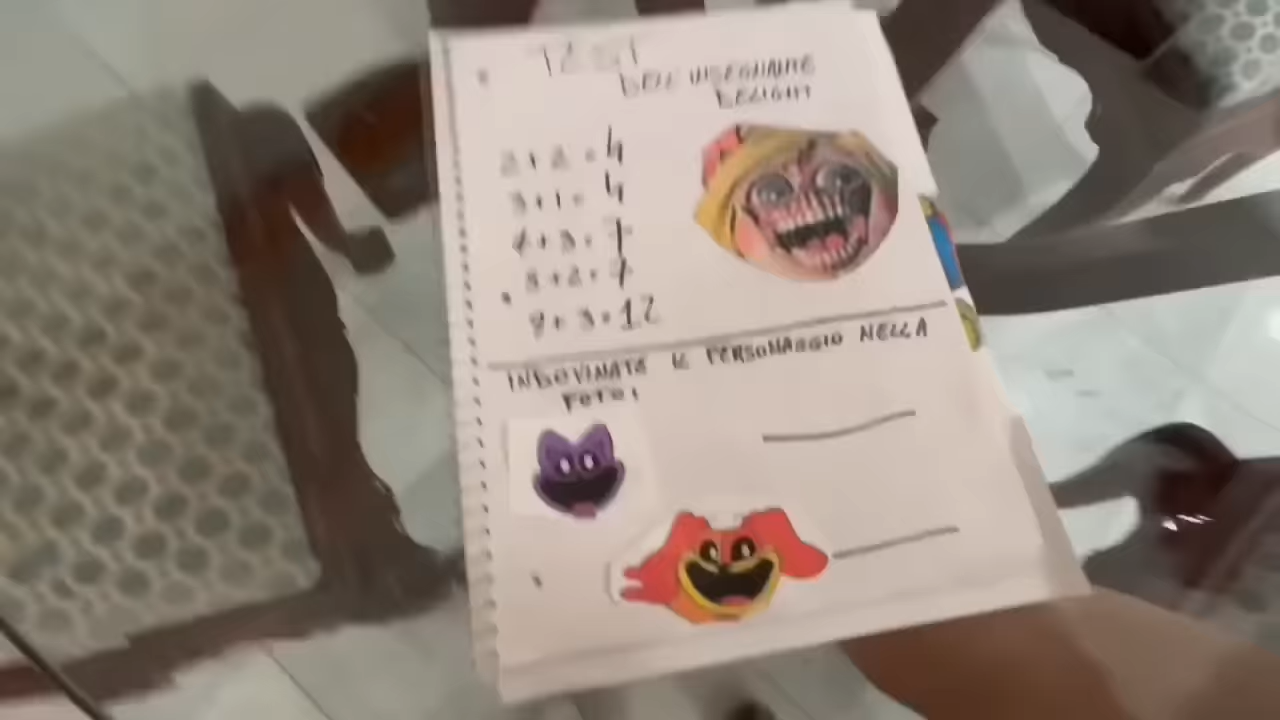 TEST
DELL'INSEGNANTE
DELIGHT
2+2=4
3+1=4
4+3=7
5+2=7
9+3=12
INDOVINATE IL PERSONAGGIO NELLA
FOTO: